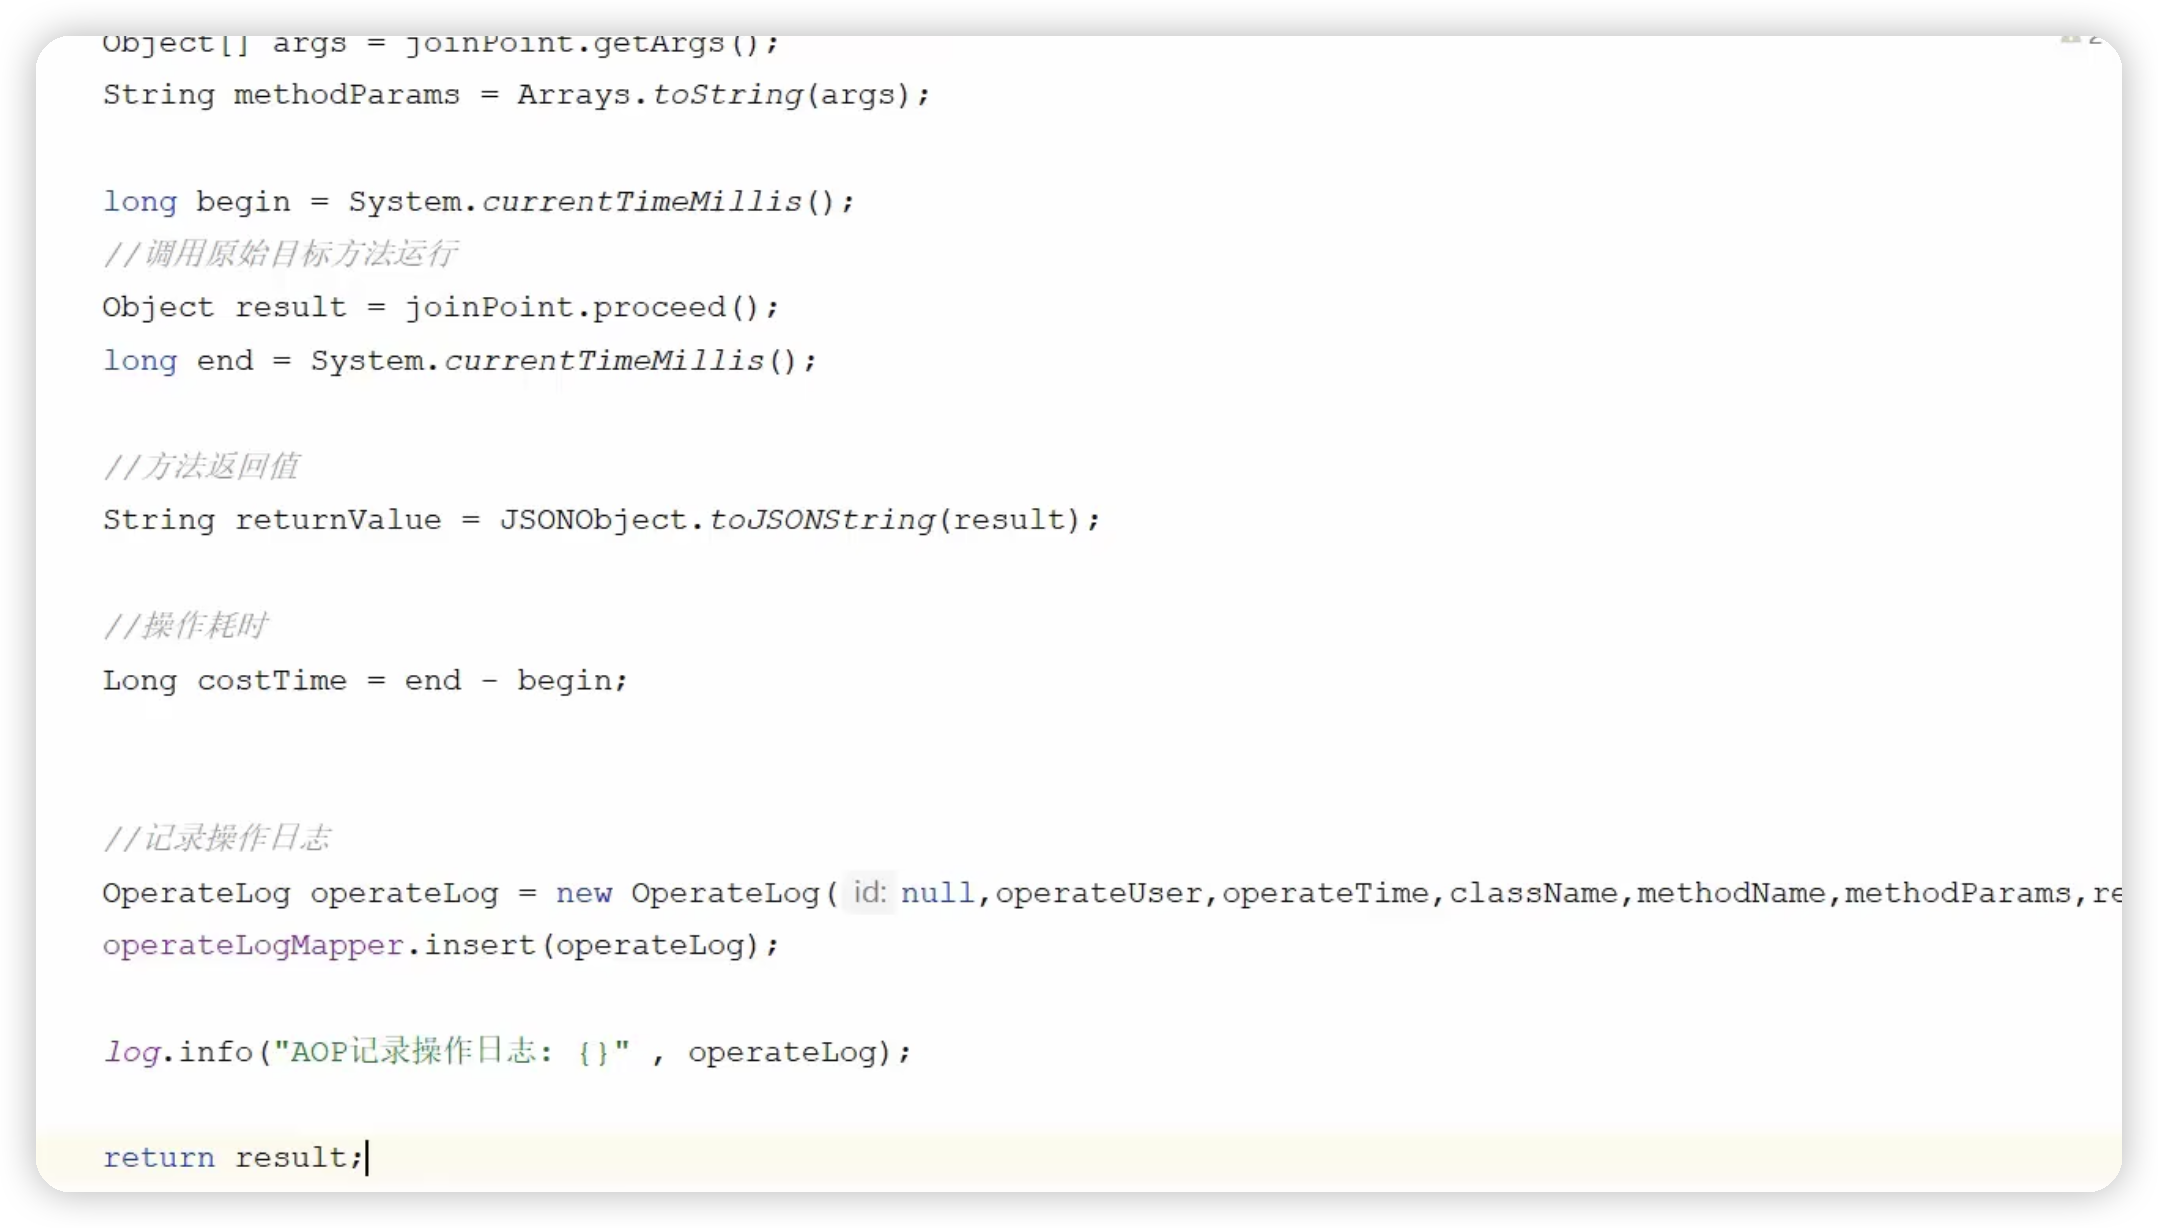 Object[] args = joinPoint.getArgs();
String methodParams = Arrays.toString(args);
long begin = System.currentTimeMillis();
//调用原始目标方法运行
Object result = joinPoint.proceed();
long end = System.currentTimeMillis();
//方法返回值
String returnValue = JSONObject.toJSONString(result);
//操作耗时
Long costTime = end - begin;
//记录操作日志
OperateLog operateLog = new OperateLog( id: null,operateUser,operateTime,className,methodName,methodParams,re
operateLogMapper.insert(operateLog);
log.info("AOP记录操作日志: {}" , operateLog);
return result;